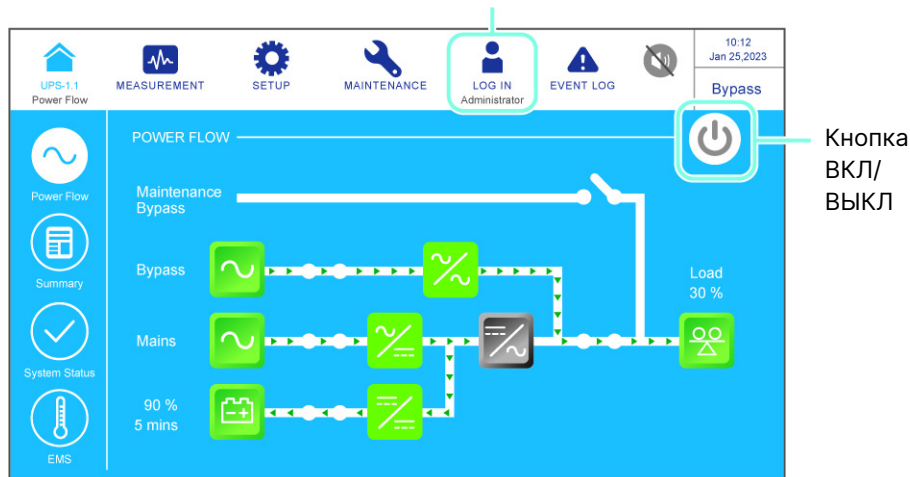 10:12
Jan 25,2023
UPS-1.1
Power Flow
MEASUREMENT
SETUP
MAINTENANCE
LOG IN
Administrator
EVENT LOG
Bypass
POWER FLOW
Кнопка
ВКЛ/
ВЫКЛ
Power Flow
Maintenance
Bypass
Summary
Bypass
Load
30 %
System Status
Mains
90 %
5 mins
EMS